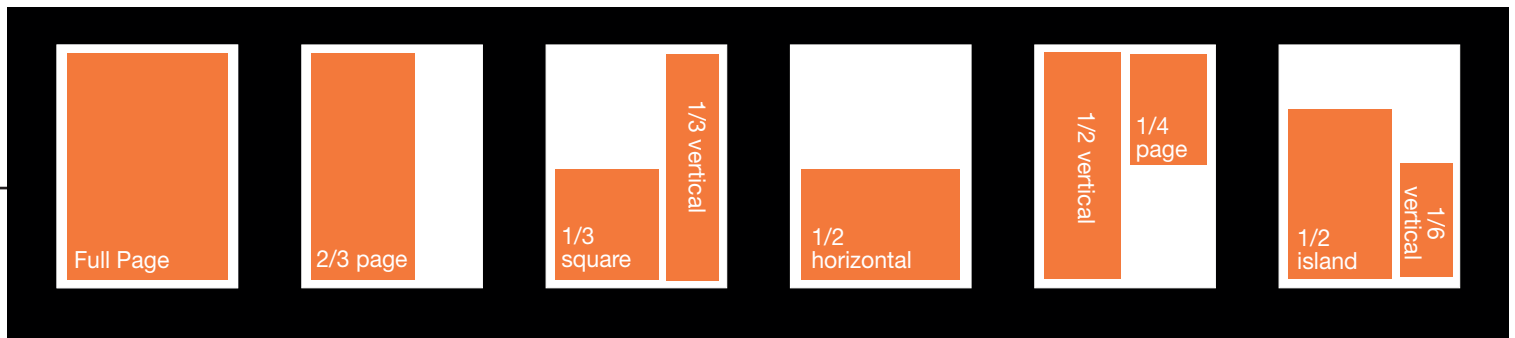 Full Page
2/3 page
1/3
square
1/3 vertical
1/2
horizontal
1/2 vertical
1/4
page
1/2
island
1/6
vertical